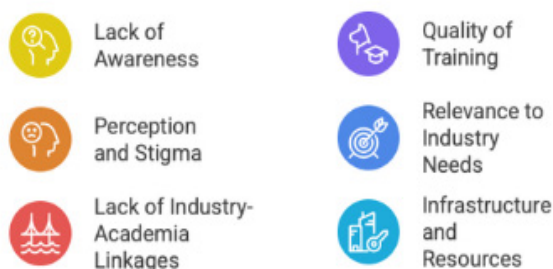 Lack of
Awareness
Quality of
Training
Perception
and Stigma
Relevance to
Industry
Needs
Lack of Industry-
Academia
Linkages
Infrastructure
and
Resources